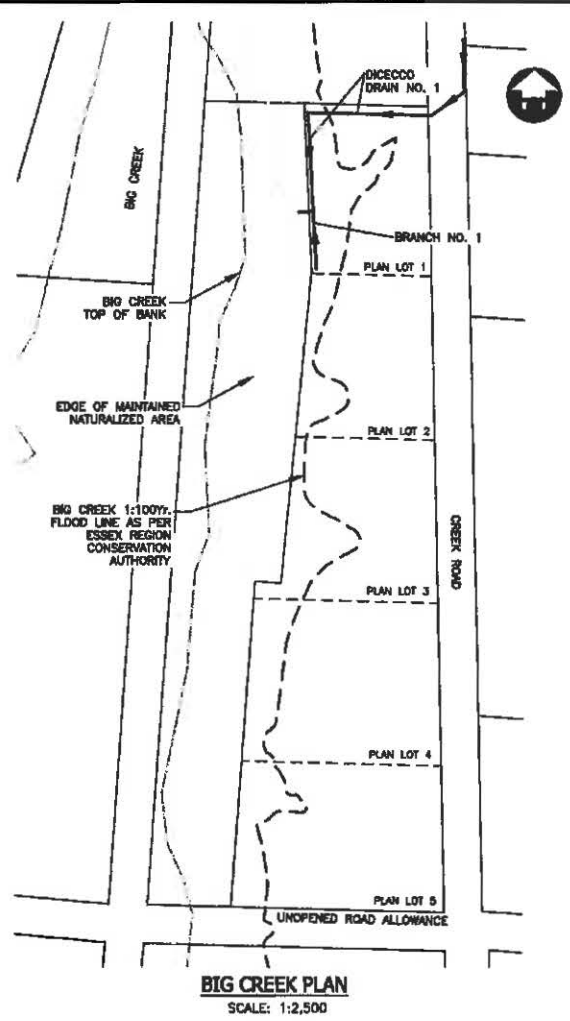 DICECCO
DRAIN NO. 1
BIG CREEK
BRANCH NO. 1
PLAN LOT 1
BIG CREEK
TOP OF BANK
EDGE OF MAINTAINED
NATURALIZED AREA
PLAN LOT 2
BIG CREEK 1:100Yr.
FLOOD LINE AS PER
ESSEX REGION
CONSERVATION
AUTHORITY
CREEK ROAD
PLAN LOT 3
PLAN LOT 4
PLAN LOT 5
UNOPENED ROAD ALLOWANCE
BIG CREEK PLAN
SCALE: 1:2,500